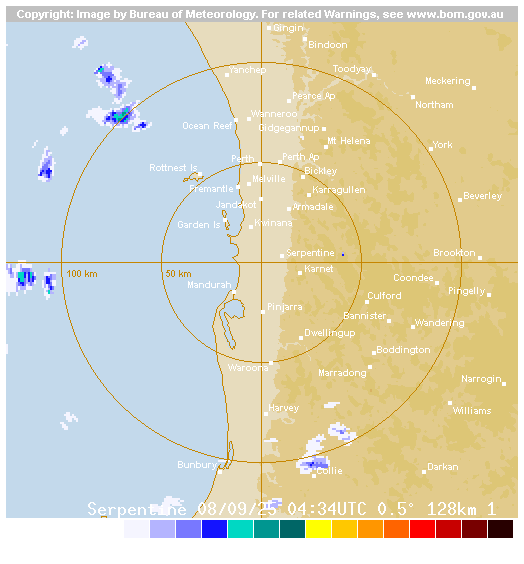 Copyright: Image by Bureau of Meteorology. For related Warnings, see www.bom.gov.au
Gingin
Bindoon
Yanchep
Toodyay
Meckering
Pearce Ap
Northam
Wanneroo
Ocean Reef
Gidgegannup
Mt Helena
York
Perth
Perth Ap
Rottnest Is
Bickley
Melville
Fremantle
Karragullen
Beverley
Jandakot
Armadale
Garden Is
Kwinana
Serpentine
Brookton
100 km
50 km
Karnet
Mandurah
Coondee
Pingelly
Culford
Pinjarra
Bannister
Wandering
Dwellingup
Boddington
Waroona
Marradong
Narrogin
Harvey
Williams
Bunbury
Collie
Darkan
Serpentine 08/09/25 04:34UTC 0.5° 128km 1